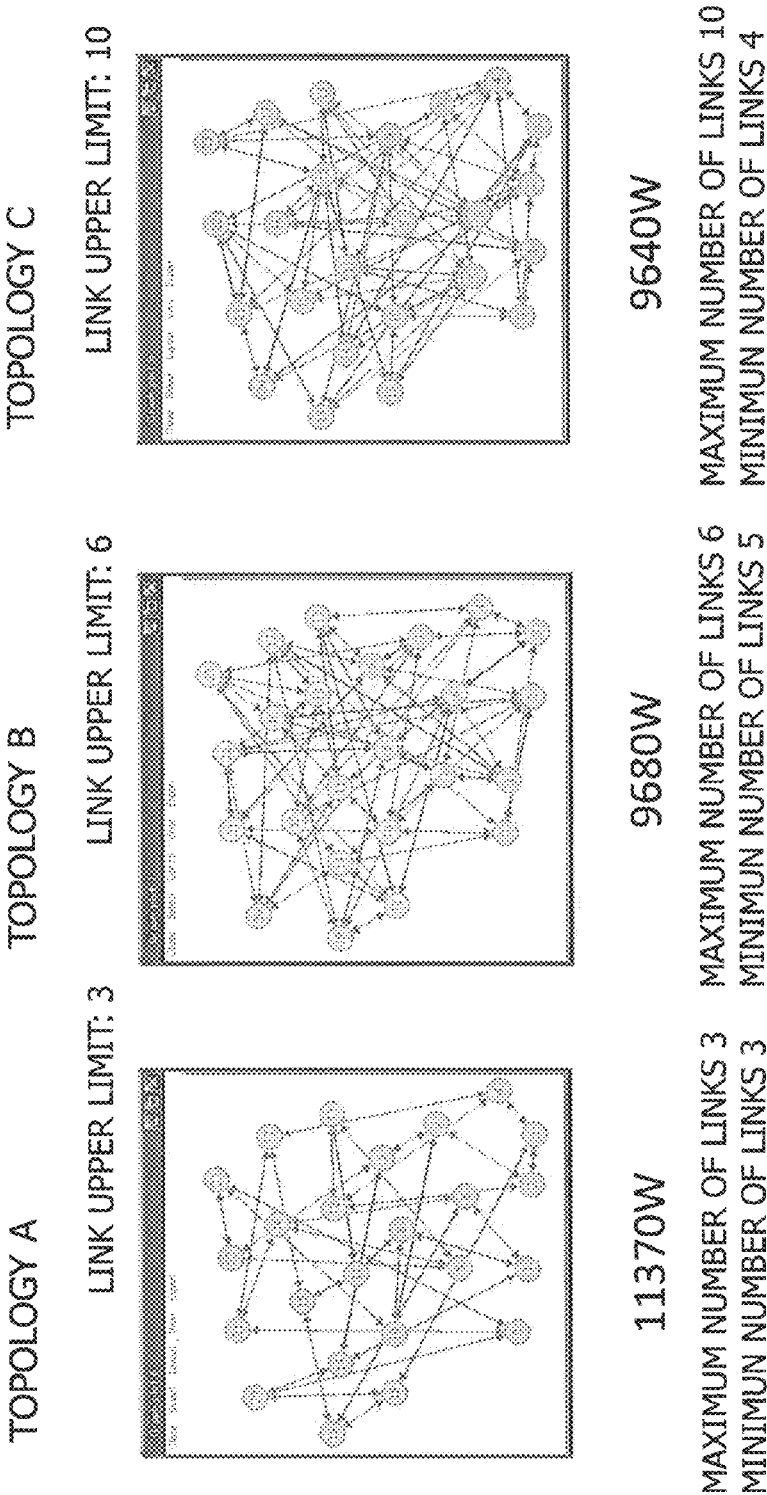 TOPOLOGY A
LINK UPPER LIMIT: 3
11370W
MAXIMUM NUMBER OF LINKS 3
MINIMUN NUMBER OF LINKS 3
TOPOLOGY B
LINK UPPER LIMIT: 6
9680W
MAXIMUM NUMBER OF LINKS 6
MINIMUN NUMBER OF LINKS 5
TOPOLOGY C
LINK UPPER LIMIT: 10
9640W
MAXIMUM NUMBER OF LINKS 10
MINIMUN NUMBER OF LINKS 4